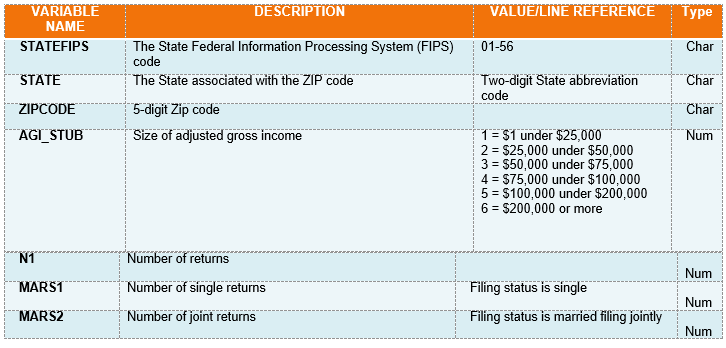 VARIABLE NAME DESCRIPTION VALUE/LINE REFERENCE Type
STATEFIPS The State Federal Information Processing System (FIPS) code 01-56 Char
STATE The State associated with the ZIP code Two-digit State abbreviation code Char
ZIPCODE 5-digit Zip code Char
AGI_STUB Size of adjusted gross income 1 = $1 under $25,000 Num
2 = $25,000 under $50,000
3 = $50,000 under $75,000
4 = $75,000 under $100,000
5 = $100,000 under $200,000
6 = $200,000 or more
N1 Number of returns Num
MARS1 Number of single returns Filing status is single Num
MARS2 Number of joint returns Filing status is married filing jointly Num